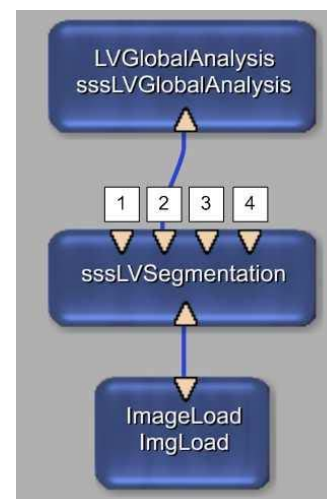 LVGlobalAnalysis
sssLVGlobalAnalysis
1 2 3 4
sssLVSegmentation
ImageLoad
ImgLoad